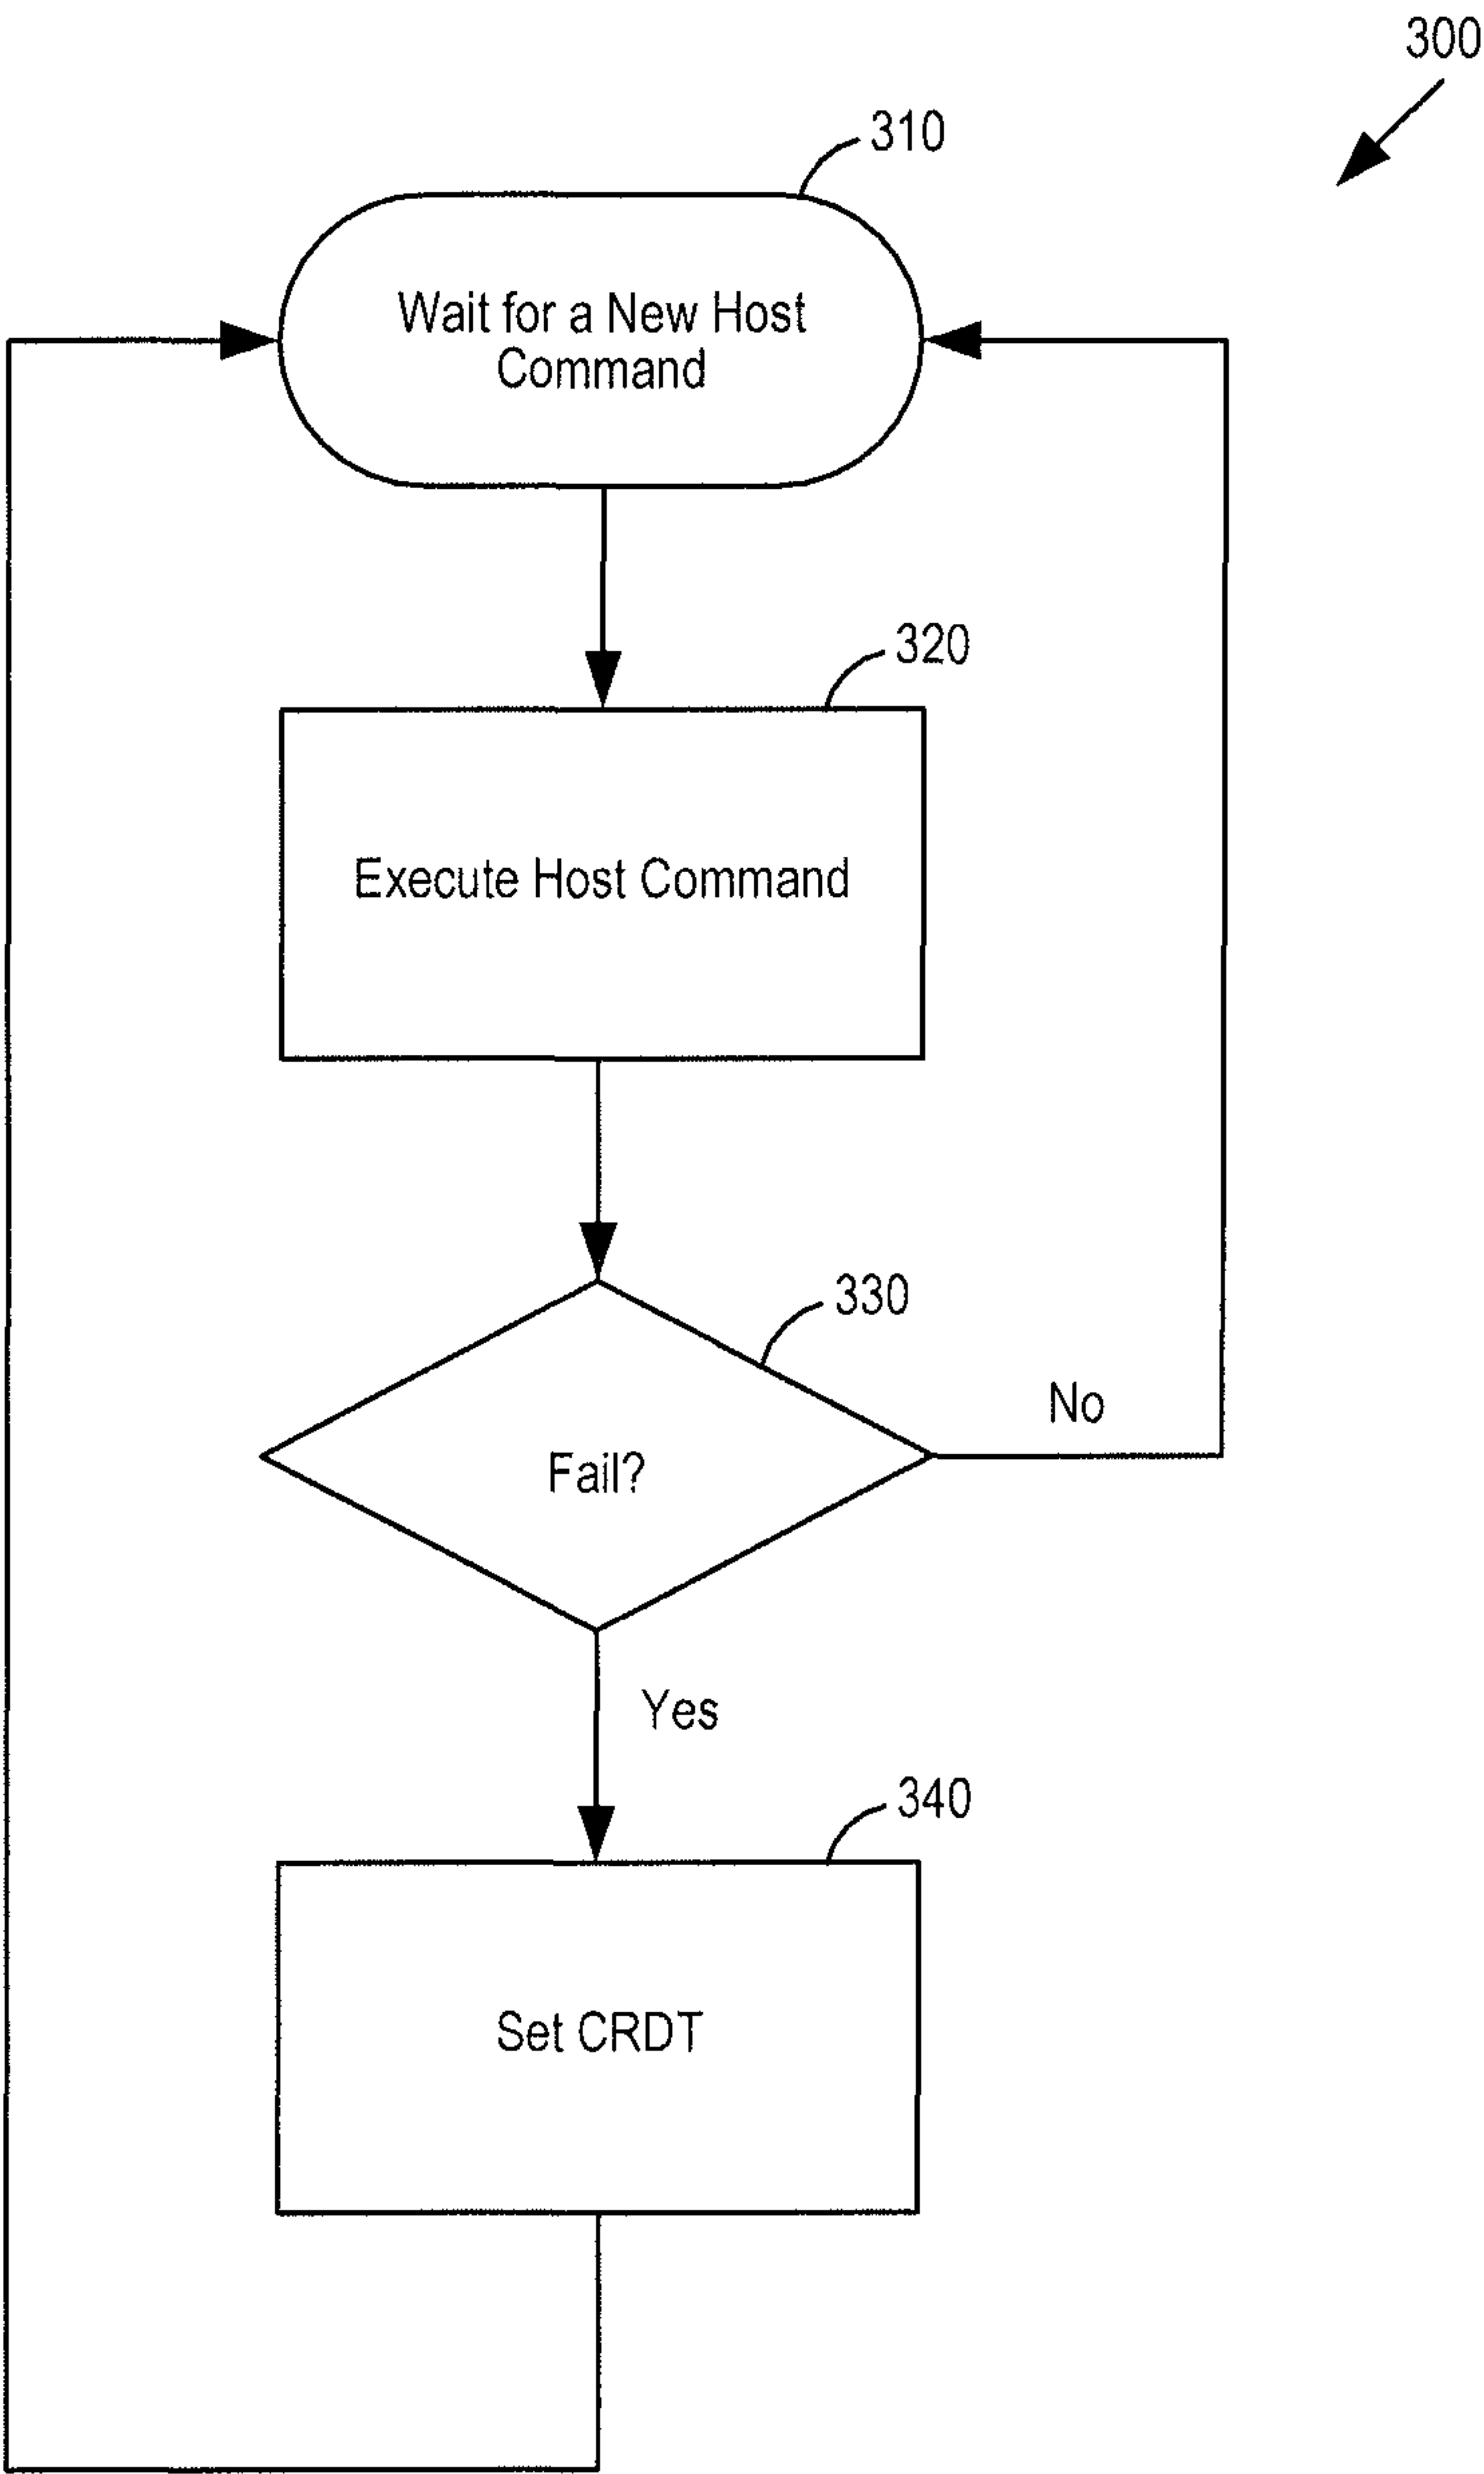 300
310
Wait for a New Host
Command
320
Execute Host Command
330
No
Fail?
Yes
340
Set CRDT